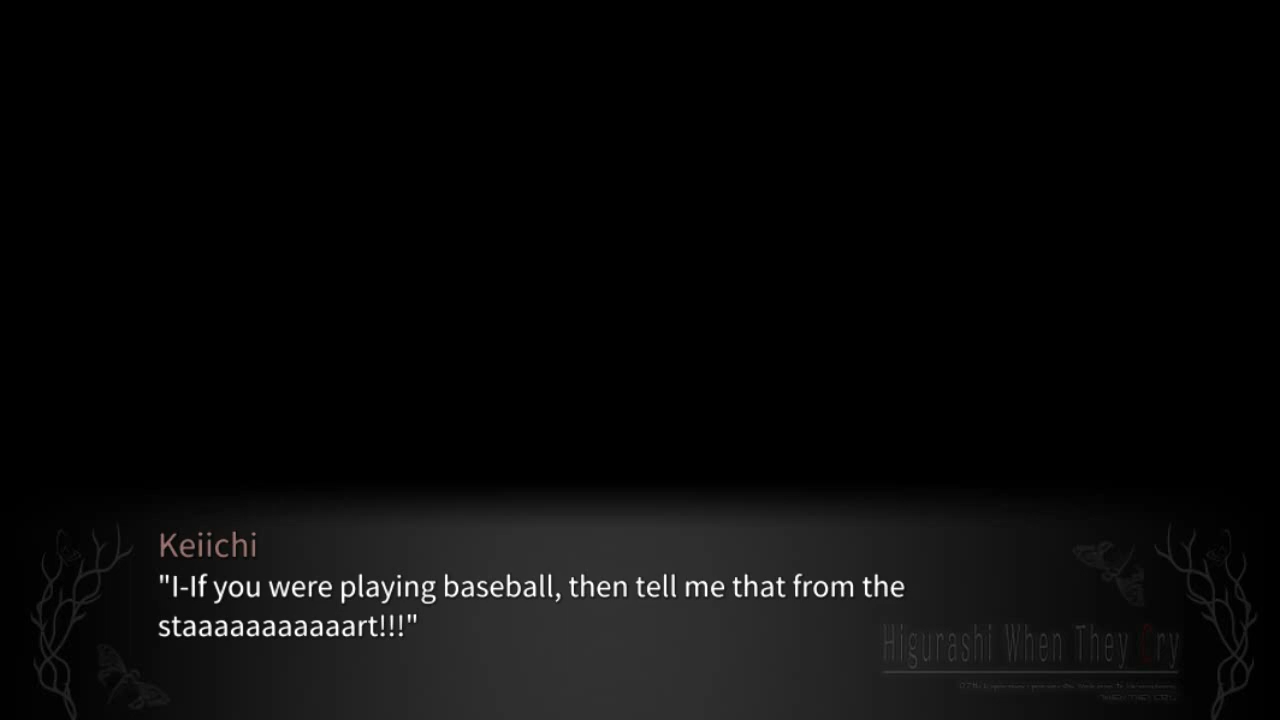 Keiichi
"I-If you were playing baseball, then tell me that from the
staaaaaaaaaaart!!!"
Higurashi When They Cry